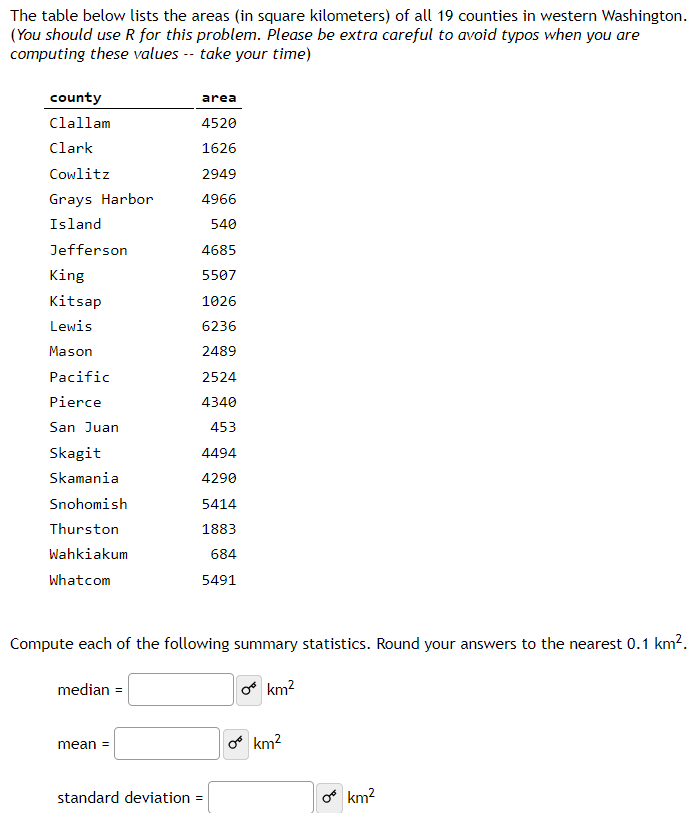 The table below lists the areas (in square kilometers) of all 19 counties in western Washington.
(You should use R for this problem. Please be extra careful to avoid typos when you are
computing these values -- take your time)
county area
Clallam 4520
Clark 1626
Cowlitz 2949
Grays Harbor 4966
Island 540
Jefferson 4685
King 5507
Kitsap 1026
Lewis 6236
Mason 2489
Pacific 2524
Pierce 4340
San Juan 453
Skagit 4494
Skamania 4290
Snohomish 5414
Thurston 1883
Wahkiakum 684
Whatcom 5491
Compute each of the following summary statistics. Round your answers to the nearest 0.1 km².
median = km²
mean = km²
standard deviation = km²